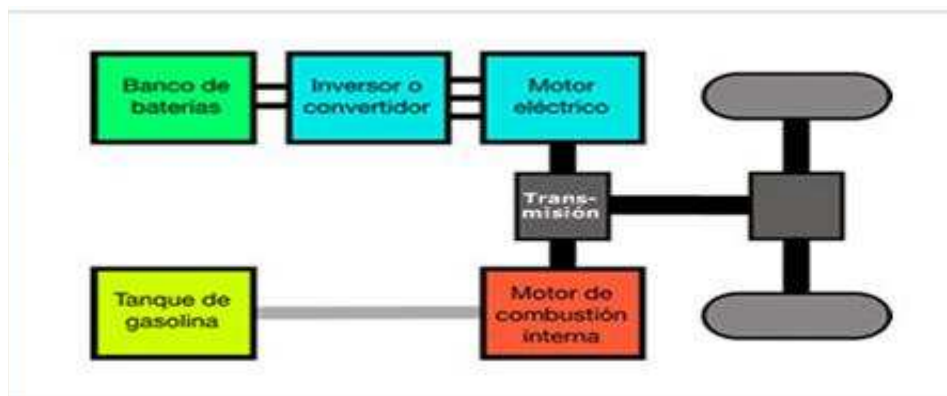 Banco de
baterías
Inversor o
convertidor
Motor
eléctrico
Trans-
misión
Tanque de
gasolina
Motor de
combustión
interna